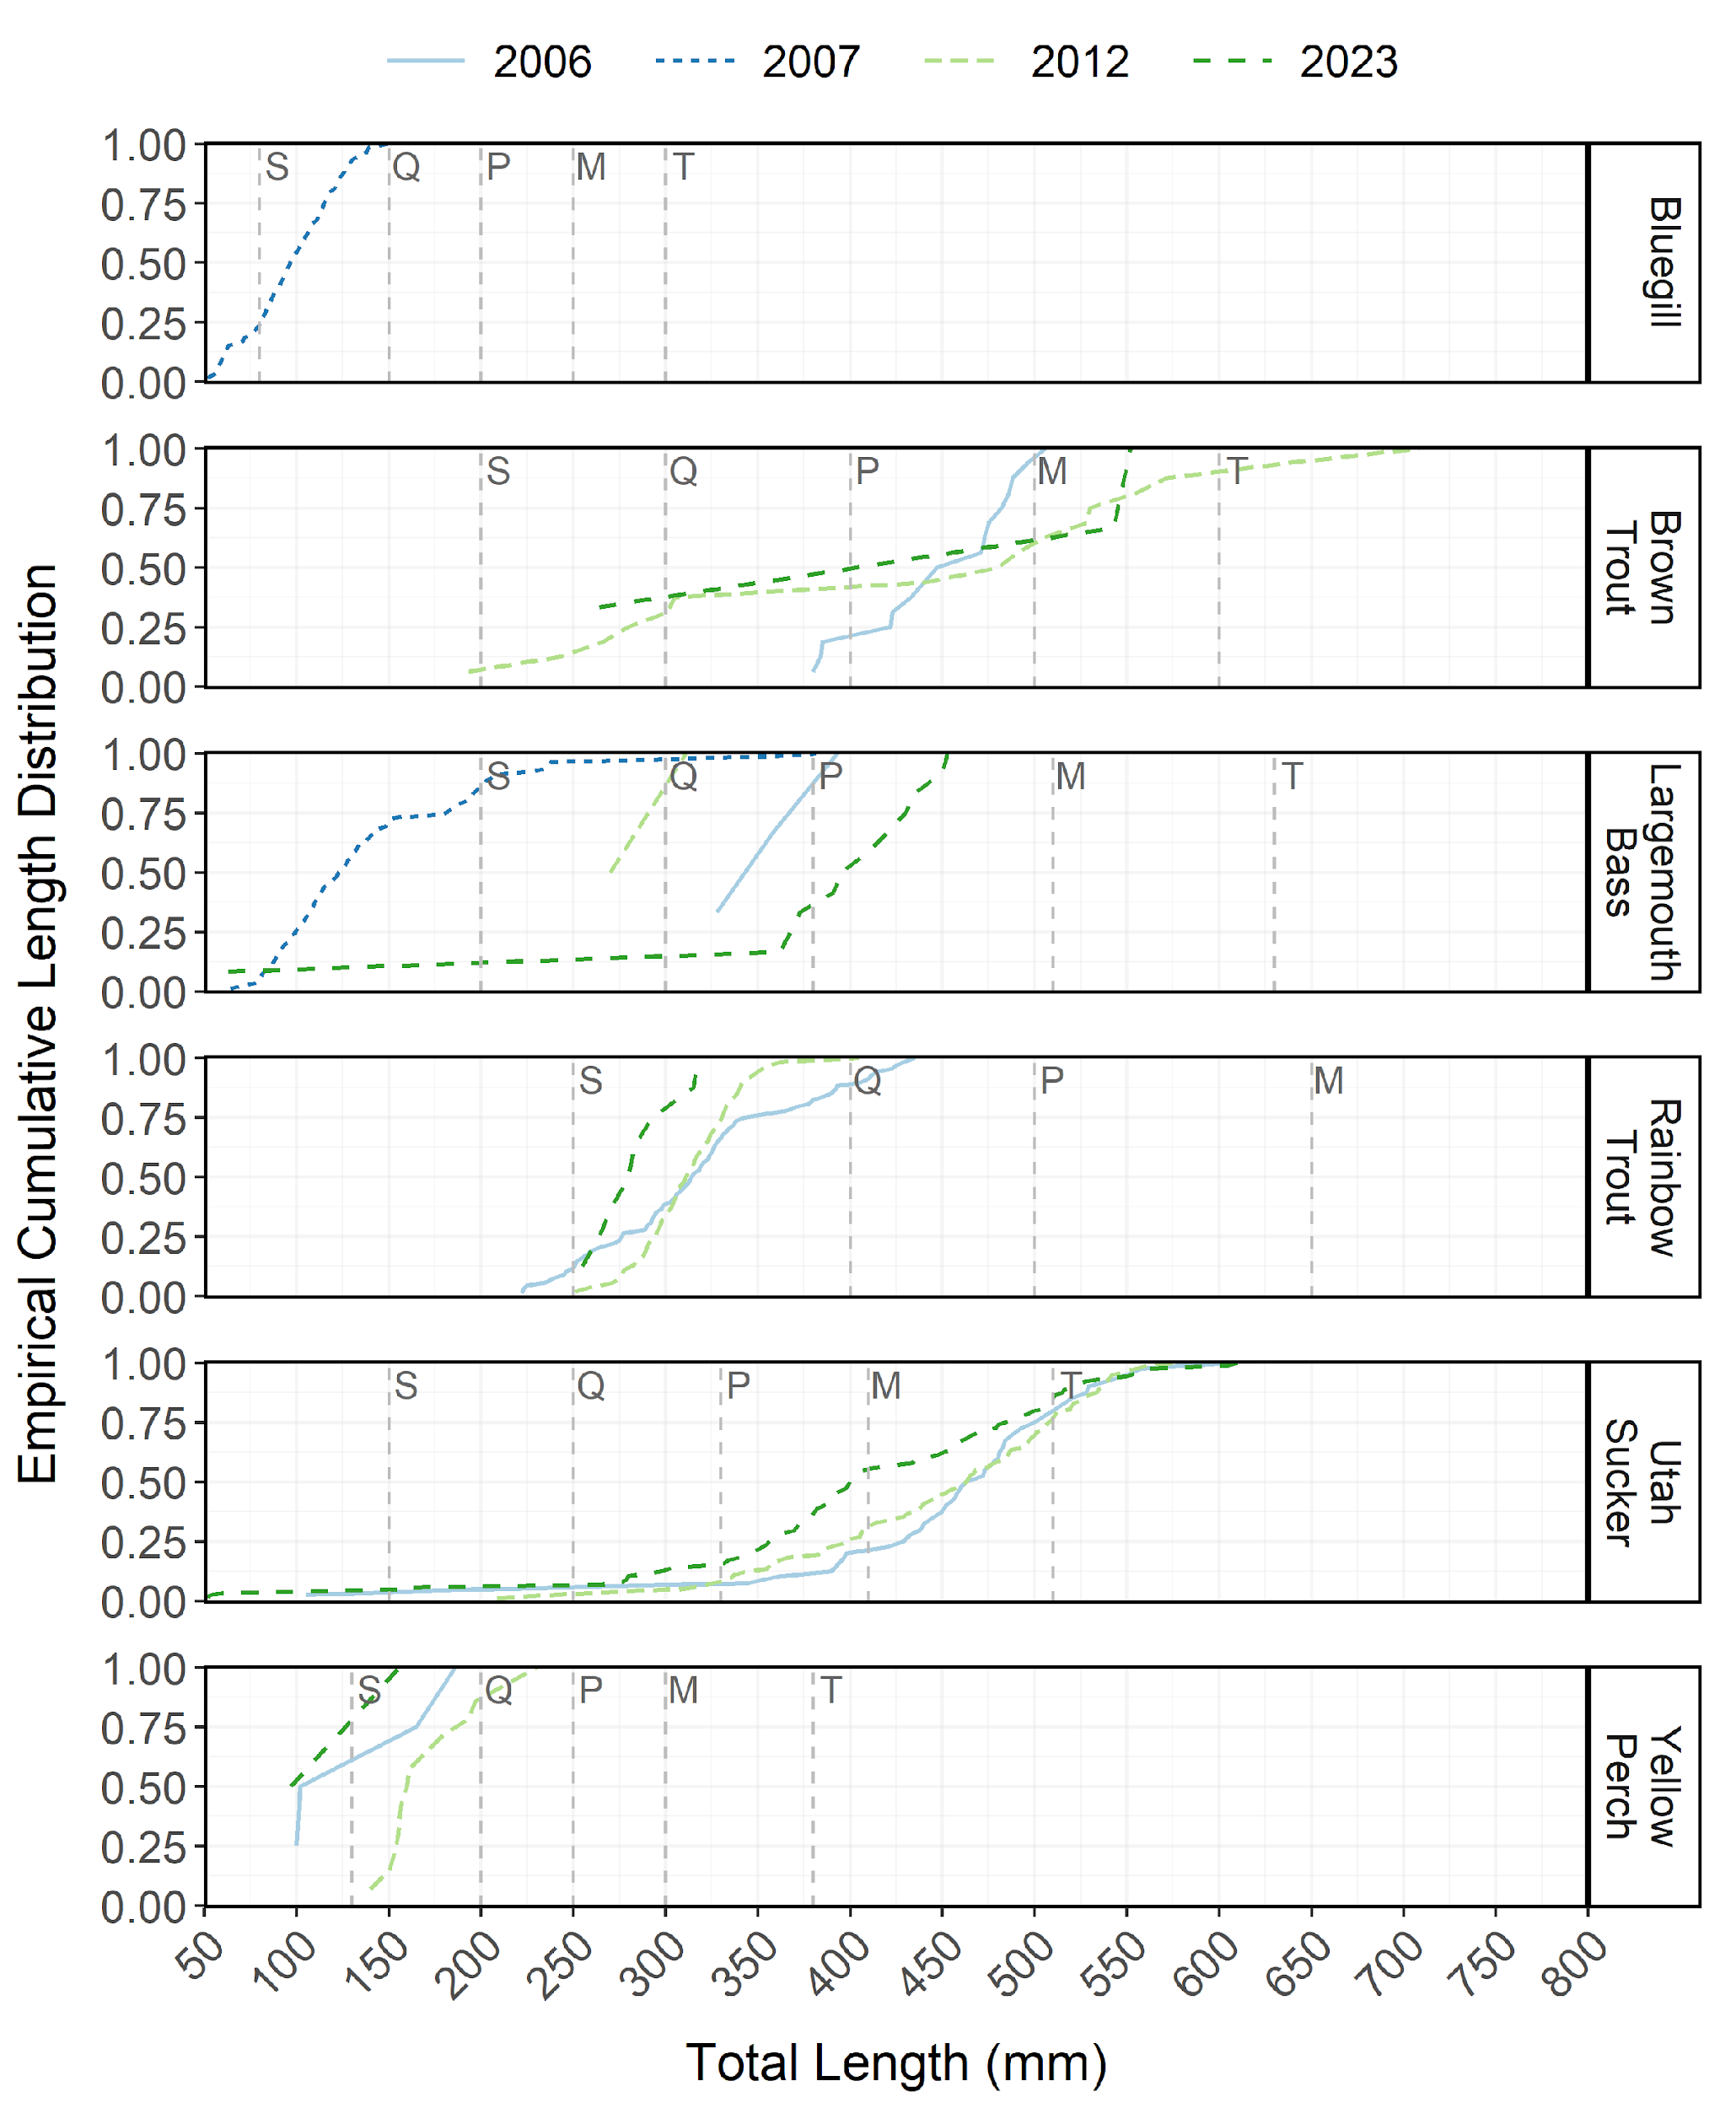 2006 2007 2012 2023
Empirical Cumulative Length Distribution
1.00
0.75
0.50
0.25
0.00
S Q P M T
Bluegill
1.00
0.75
0.50
0.25
0.00
S Q P M T
Brown
Trout
1.00
0.75
0.50
0.25
0.00
S Q P M T
Largemouth
Bass
1.00
0.75
0.50
0.25
0.00
S Q P M
Rainbow
Trout
1.00
0.75
0.50
0.25
0.00
S Q P M T
Utah
Sucker
1.00
0.75
0.50
0.25
0.00
S Q P M T
Yellow
Perch
50 100 150 200 250 300 350 400 450 500 550 600 650 700 750 800
Total Length (mm)